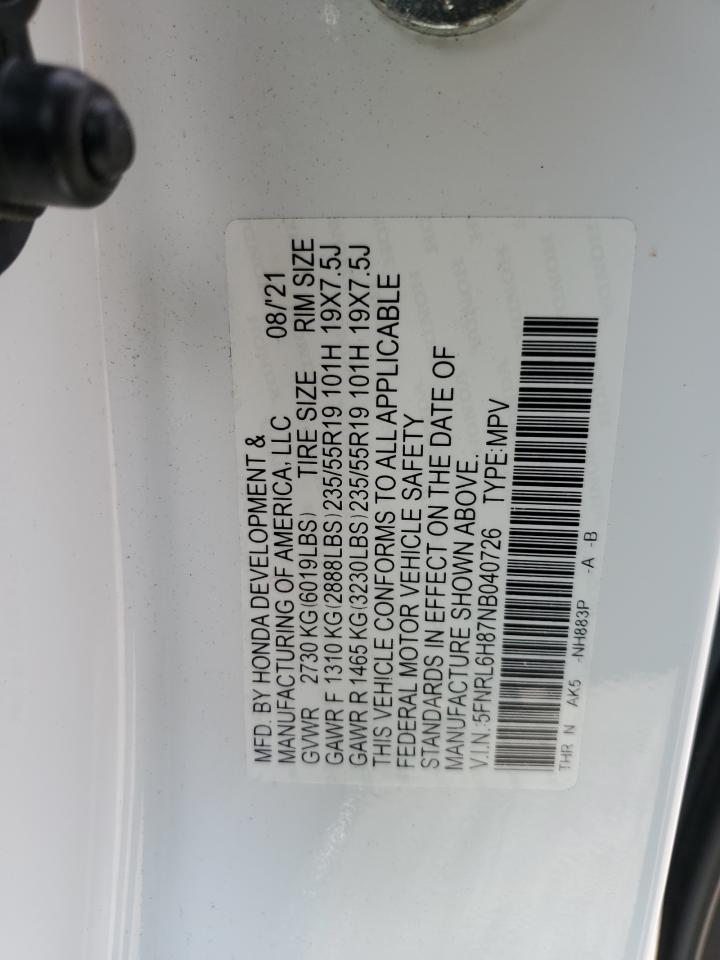 MFD. BY HONDA DEVELOPMENT &
MANUFACTURING OF AMERICA, LLC 08/'21
GVWR 2730 KG(6019LBS) TIRE SIZE RIM SIZE
GAWR F 1310 KG(2888LBS)235/55R19 101H 19X7.5J
GAWR R 1465 KG(3230LBS)235/55R19 101H 19X7.5J
THIS VEHICLE CONFORMS TO ALL APPLICABLE
FEDERAL MOTOR VEHICLE SAFETY
STANDARDS IN EFFECT ON THE DATE OF
MANUFACTURE SHOWN ABOVE.
V.I.N.:5FNRL6H87NB040726 TYPE:MPV
THR N AK5 -NH883P -A -B